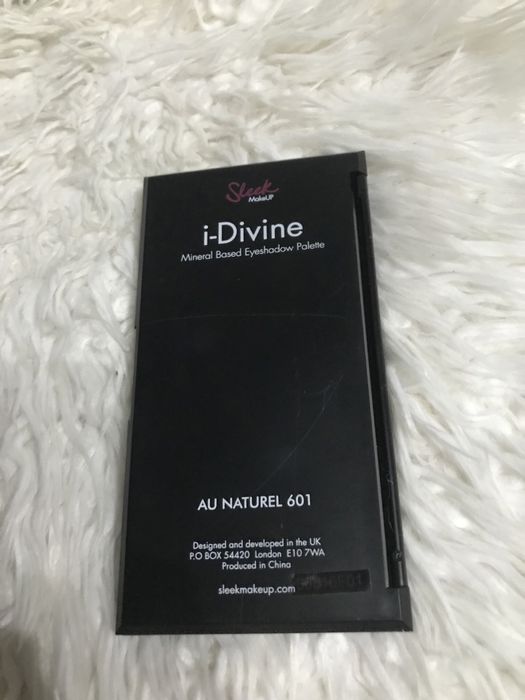 Sleek
MakeUP
i-Divine
Mineral Based Eyeshadow Palette
AU NATUREL 601
Designed and developed in the UK
P.O BOX 54420 London E10 7WA
Produced in China
sleekmakeup.com